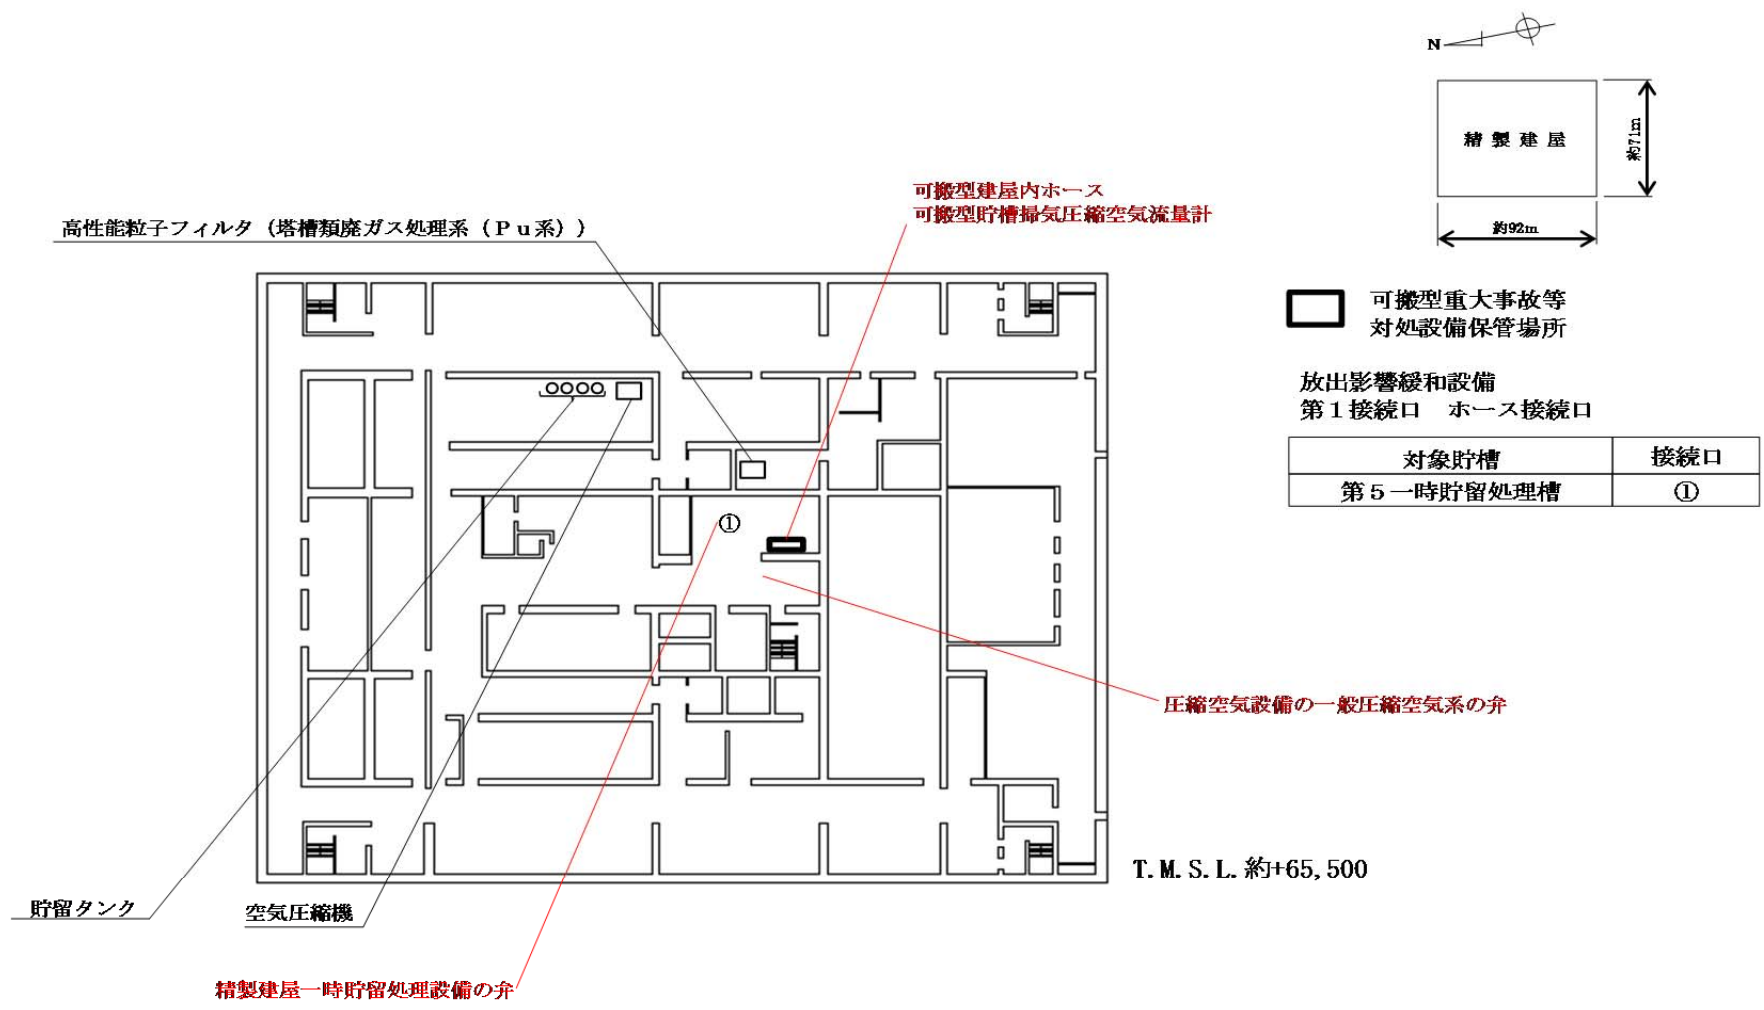 N
精製建屋
約71m
約92m
可搬型建屋内ホース
可搬型貯槽掃気圧縮空気流量計
高性能粒子フィルタ（塔槽類廃ガス処理系（Ｐｕ系））
可搬型重大事故等
対処設備保管場所
放出影響緩和設備
第１接続口　ホース接続口
対象貯槽　接続口
第５一時貯留処理槽　①
①
圧縮空気設備の一般圧縮空気系の弁
T.M.S.L.約+65,500
貯留タンク
空気圧縮機
精製建屋一時貯留処理設備の弁